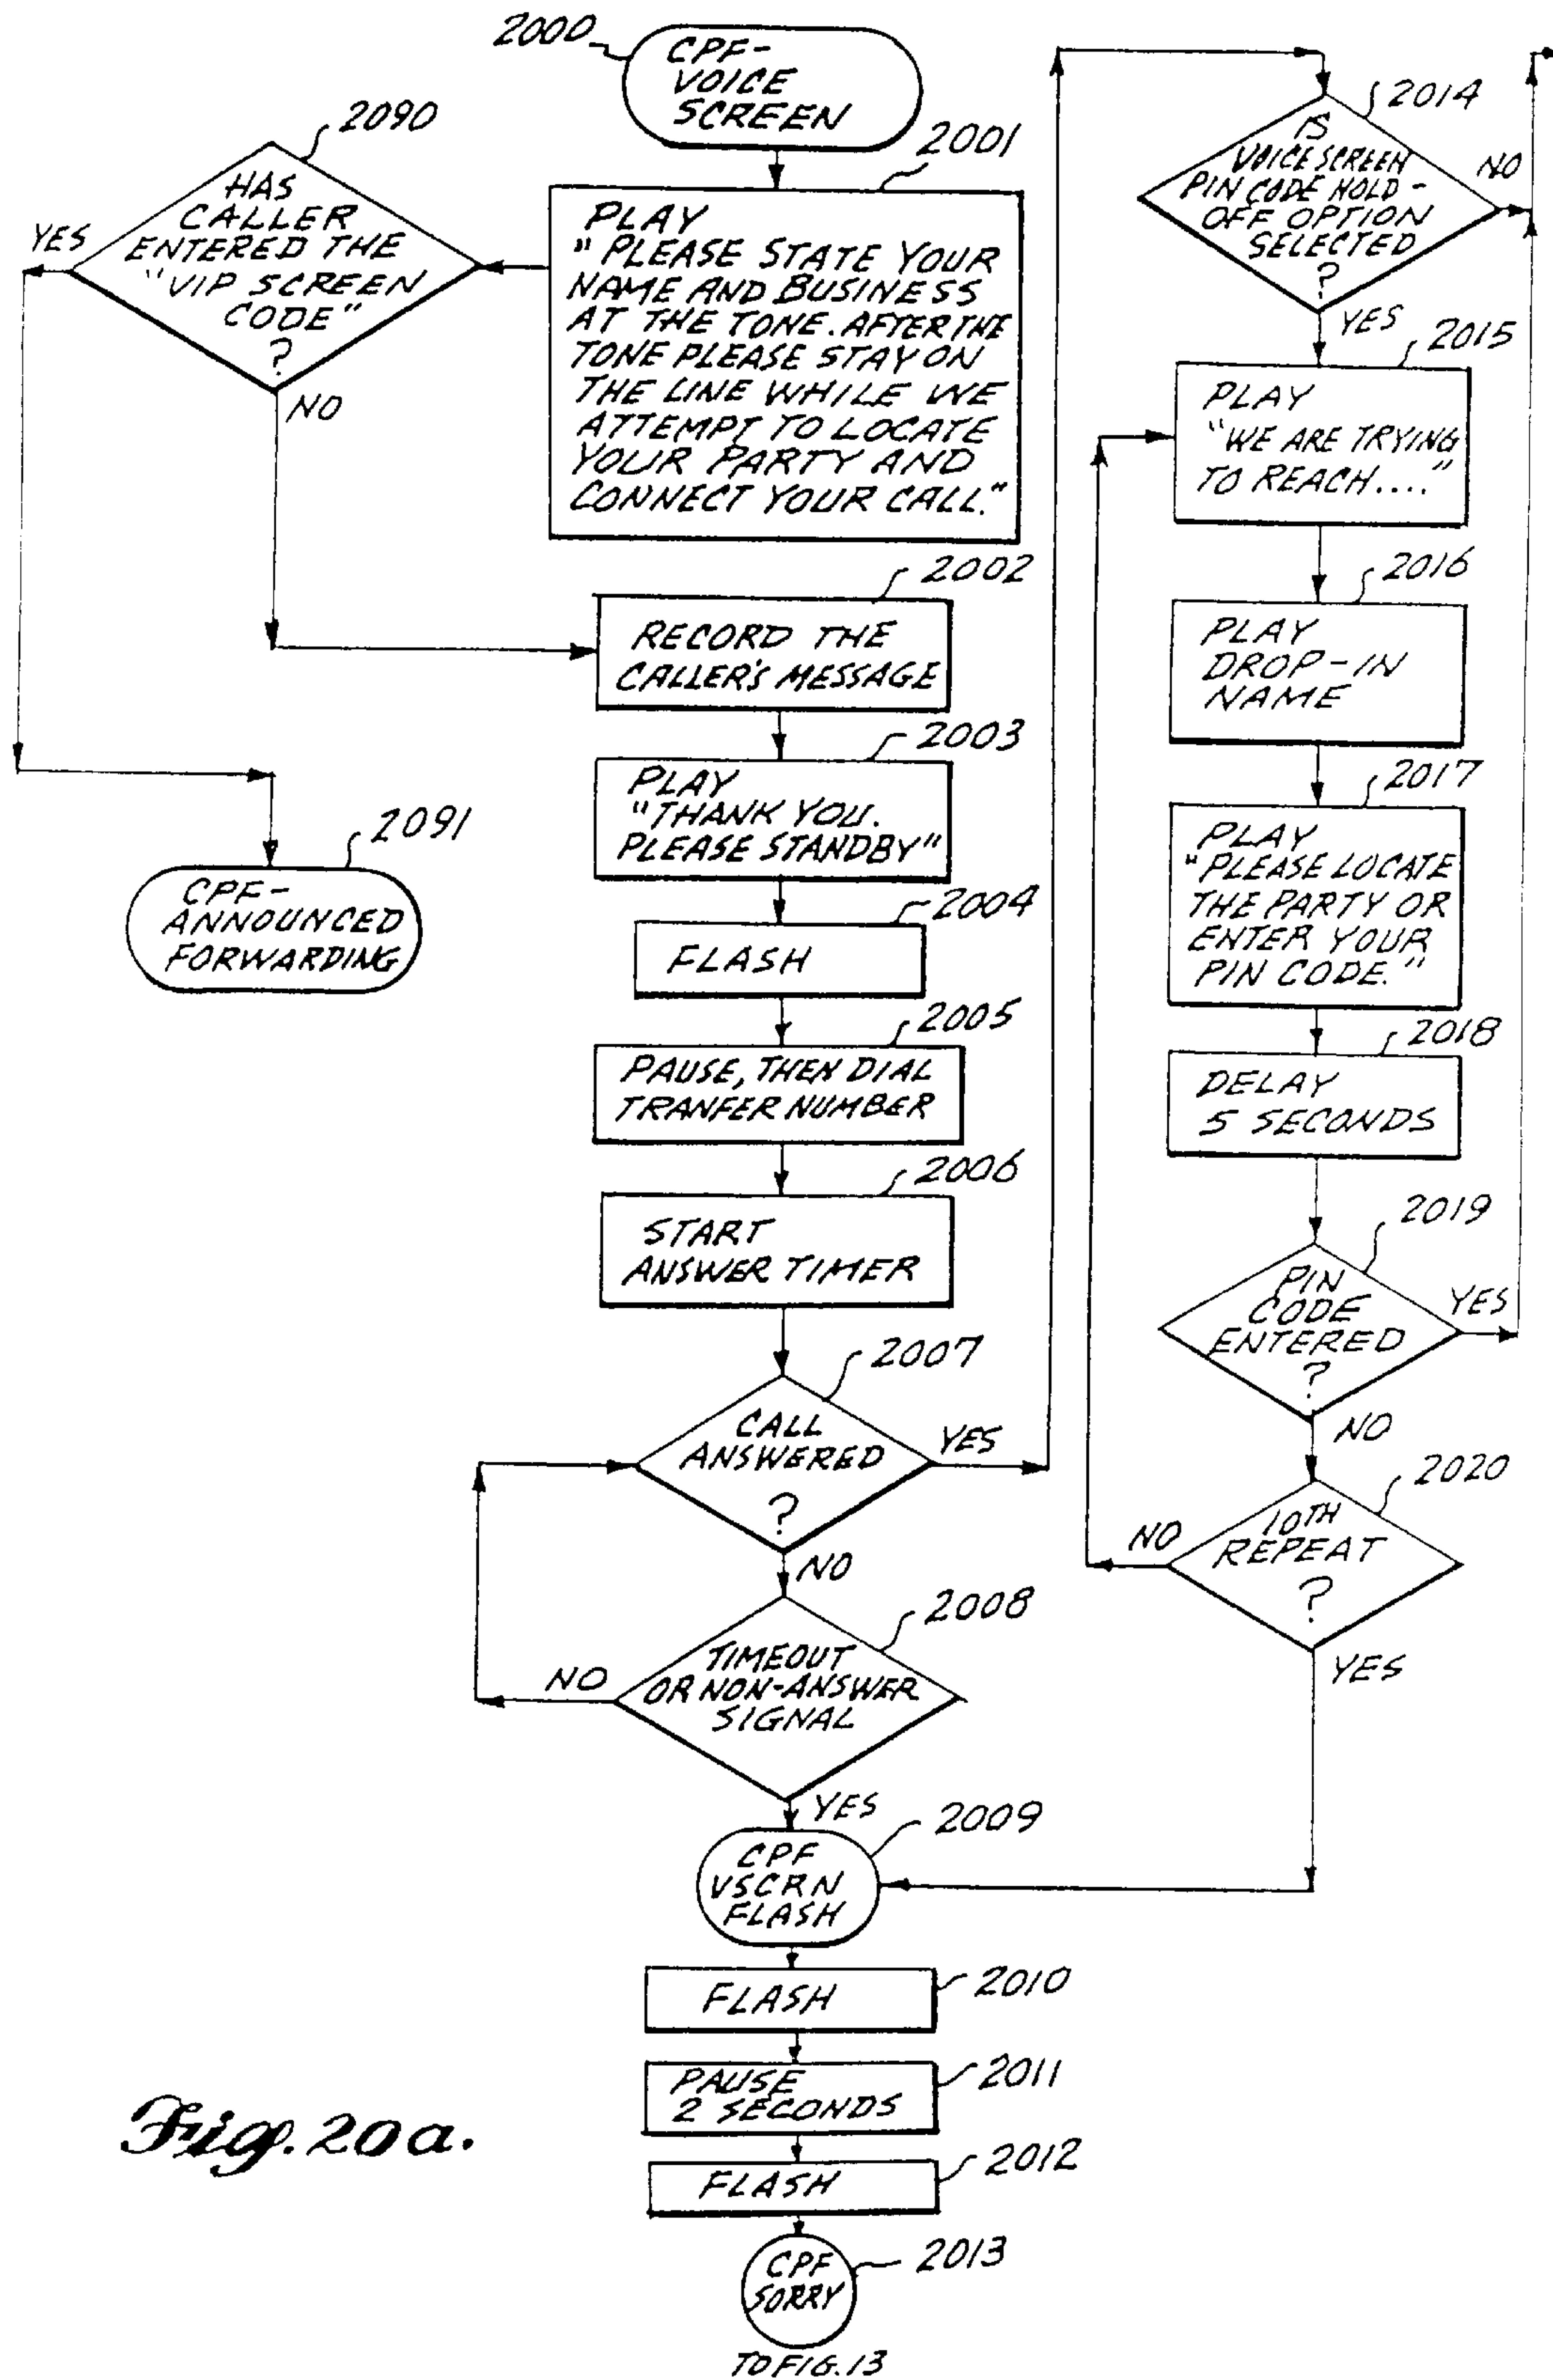 2000
CPF-
VOICE
SCREEN
2090
HAS
CALLER
ENTERED THE
"VIP SCREEN
CODE"
?
YES
NO
2001
PLAY
"PLEASE STATE YOUR
NAME AND BUSINESS
AT THE TONE. AFTER THE
TONE PLEASE STAY ON
THE LINE WHILE WE
ATTEMPT TO LOCATE
YOUR PARTY AND
CONNECT YOUR CALL."
2091
CPF-
ANNOUNCED
FORWARDING
2002
RECORD THE
CALLER'S MESSAGE
2003
PLAY
"THANK YOU.
PLEASE STANDBY"
2004
FLASH
2005
PAUSE, THEN DIAL
TRANFER NUMBER
2006
START
ANSWER TIMER
2007
CALL
ANSWERED
?
YES
NO
2008
TIMEOUT
OR NON-ANSWER
SIGNAL
NO
YES
2009
CPF
VSCRN
FLASH
2010
FLASH
2011
PAUSE
2 SECONDS
2012
FLASH
2013
CPF
SORRY
TO FIG. 13
2014
IS
VOICE SCREEN
PIN CODE HOLD-
OFF OPTION
SELECTED
?
NO
YES
2015
PLAY
"WE ARE TRYING
TO REACH...."
2016
PLAY
DROP-IN
NAME
2017
PLAY
"PLEASE LOCATE
THE PARTY OR
ENTER YOUR
PIN CODE."
2018
DELAY
5 SECONDS
2019
PIN
CODE
ENTERED
?
YES
NO
2020
10TH
REPEAT
?
NO
YES
Fig. 20a.